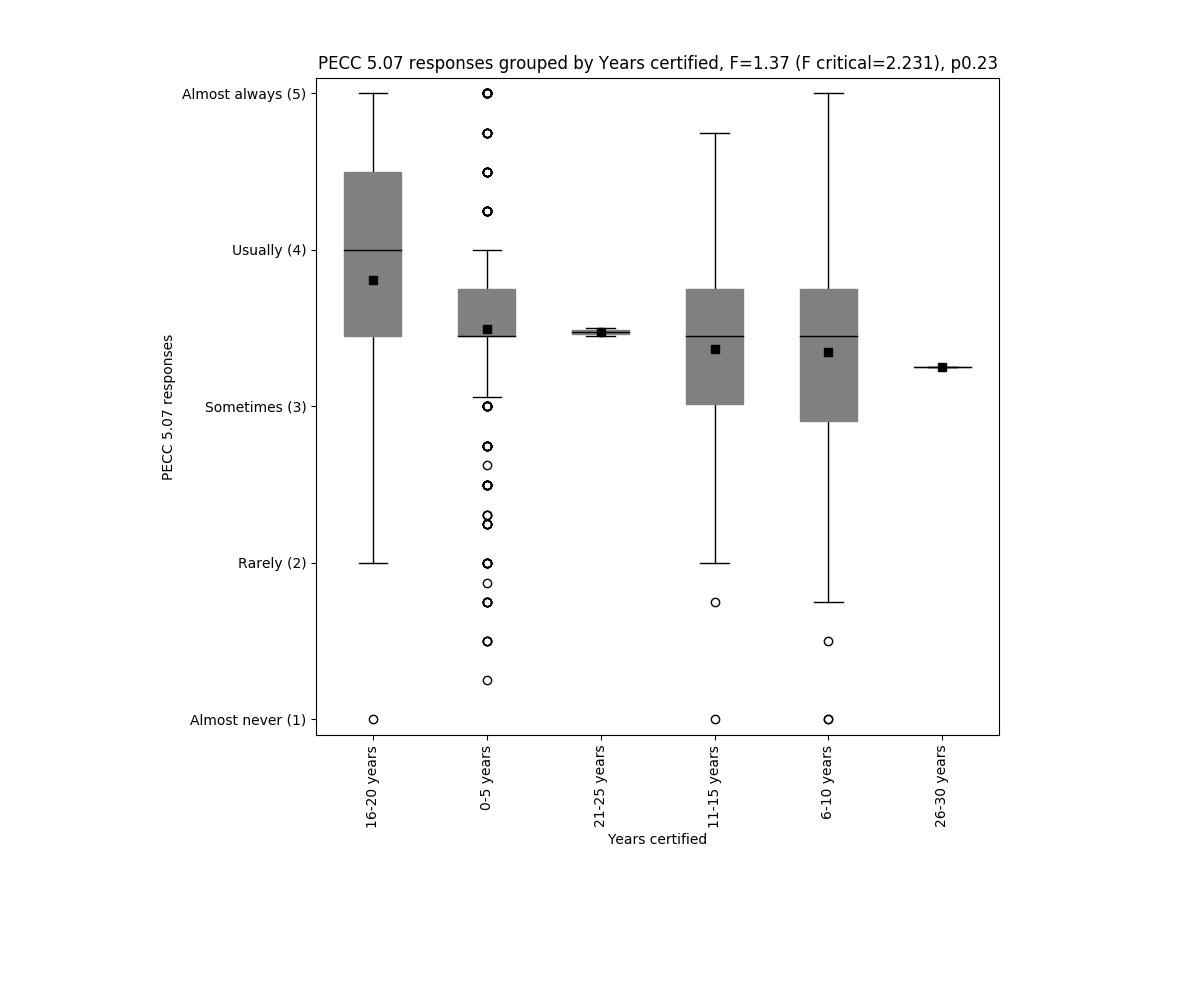 PECC 5.07 responses grouped by Years certified, F=1.37 (F critical=2.231), p0.23
Almost always (5)
Usually (4)
Sometimes (3)
Rarely (2)
Almost never (1)
PECC 5.07 responses
16-20 years
0-5 years
21-25 years
11-15 years
6-10 years
26-30 years
Years certified